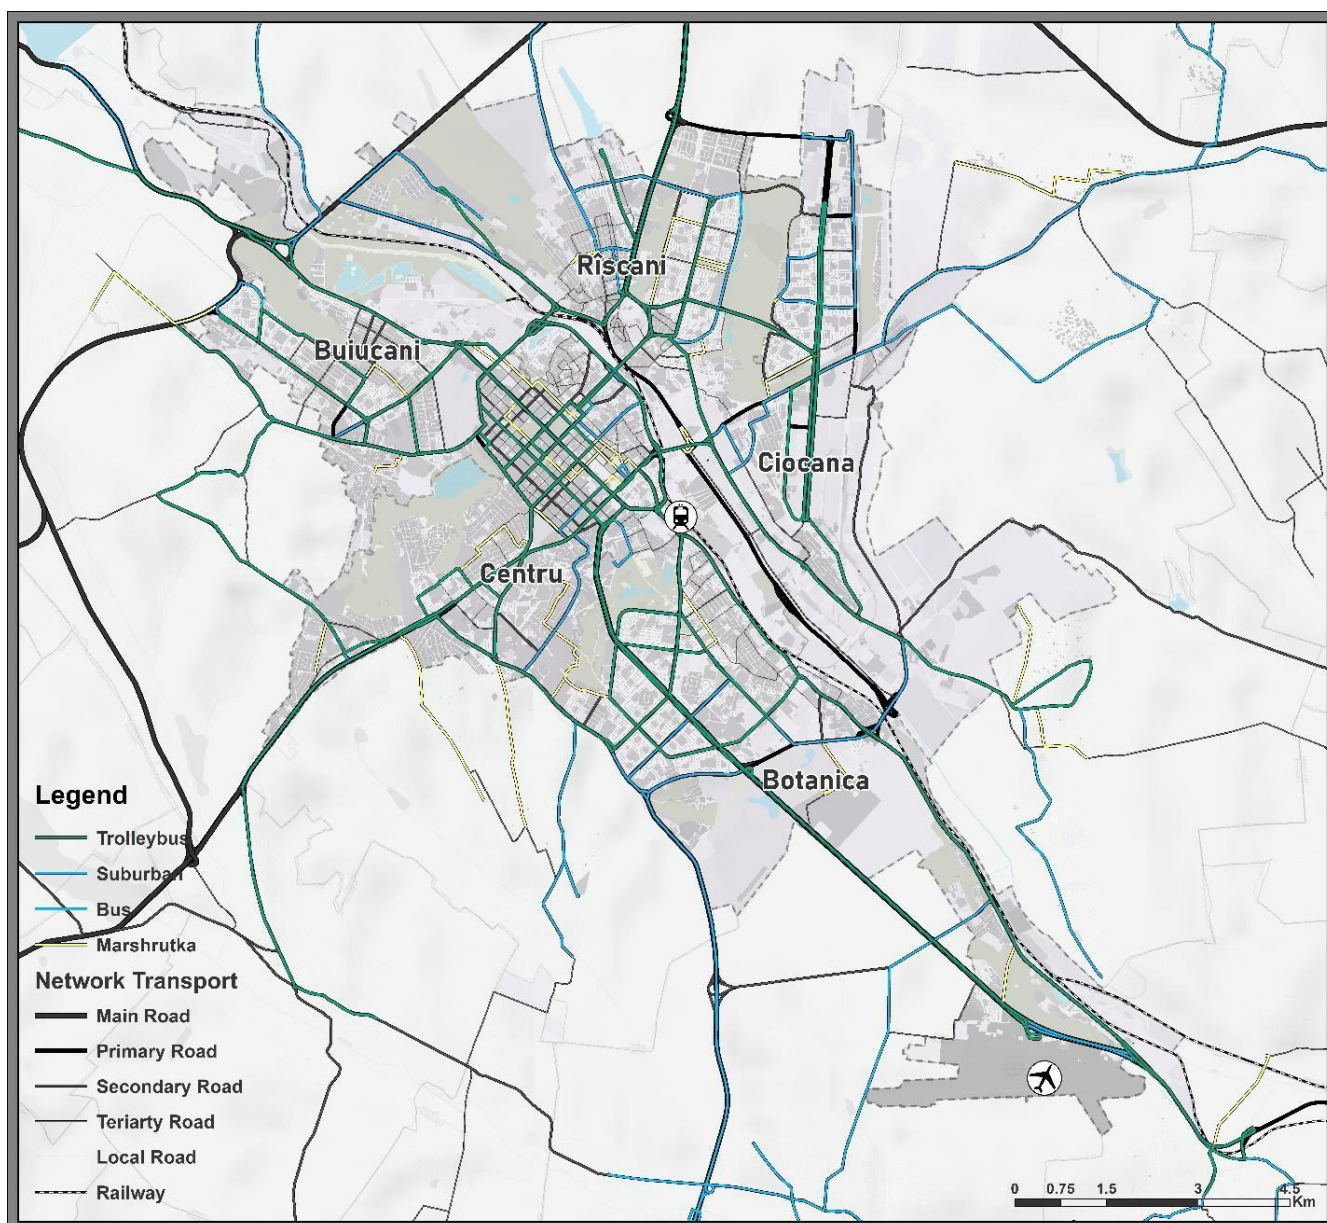 Riscani
Buiucani
Ciocana
Centru
Botanica
Legend
Trolleybus
Suburban
Bus
Marshrutka
Network Transport
Main Road
Primary Road
Secondary Road
Teriarty Road
Local Road
Railway
0 0.75 1.5 3 4.5
Km